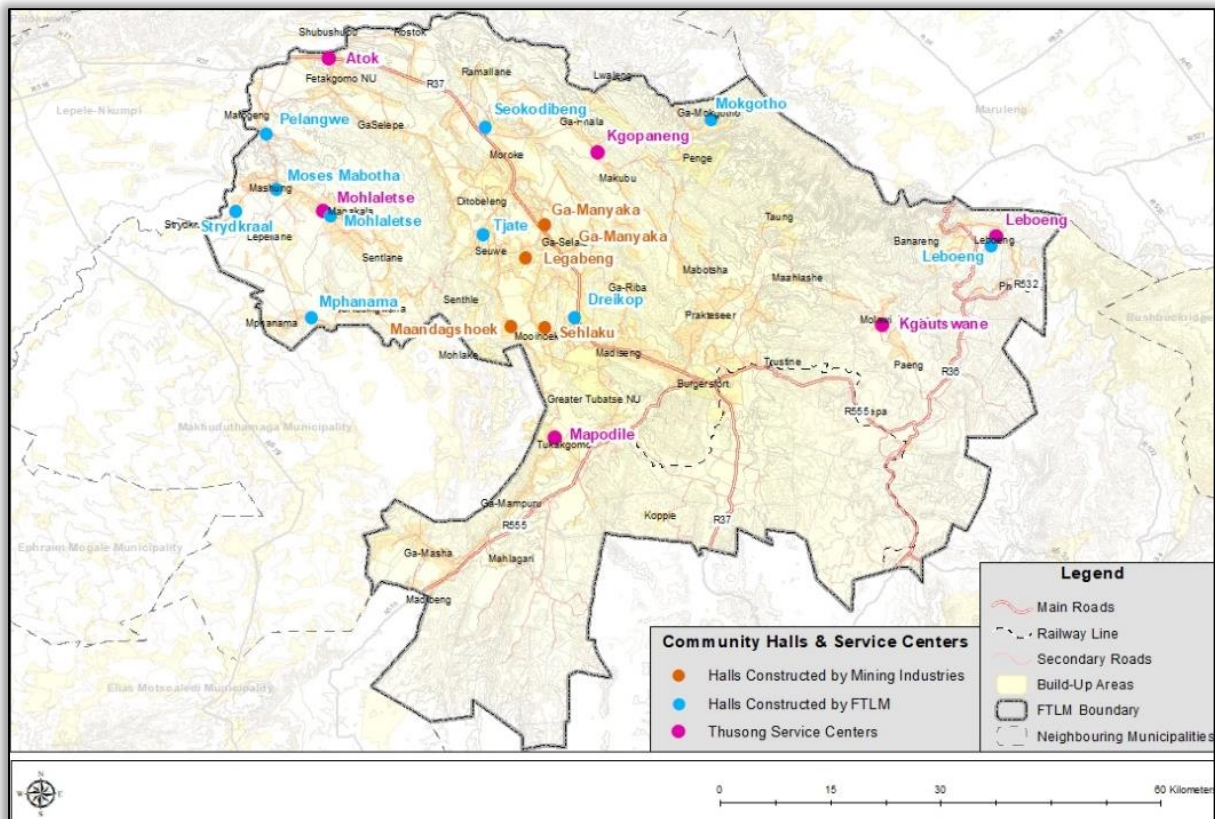 Polokwane
Shubushubu
Rostok
Atok
R37
Fetakgomo NU
Ramallane
Lwaleng
Lepele-Nkumpi
Maruleng
Seokodibeng
Mokgotho
Ga-Mokgotho
Pelangwe
GaSelepe
Kgopaneng
Moroke
Penge
Makubu
Moses Mabotha
Mashung
Mohlaletse
Mohlaletse
Strydkraal
Lepellane
Ditobeleng
Ga-Manyaka
Ga-Manyaka
Tjate
Seuwe
Taung
Leboeng
Leboeng
Leboeng
Banareng
Sentlane
Legabeng
Mabotsha
Maahlashe
Ga-Riba
R532
Mphanama
Mphanama
Senthle
Dreikop
Prakteseer
Bushbuckridge
Maandagshoek
Mooihoek
Sehlaku
Kgautswane
Mohlake
Madiseng
Trustine
Paeng
R36
Burgersfort
Greater Tubatse NU
R555
Makhuduthamaga Municipality
Mapodile
Tukakgomo
Ga-Mampuru
R555
Koppie
R37
Ephraim Mogale Municipality
Ga-Masha
Mahlagari
Madibeng
Elias Motsoaledi Municipality
Community Halls & Service Centers
Halls Constructed by Mining Industries
Halls Constructed by FTLM
Thusong Service Centers
Legend
Main Roads
Railway Line
Secondary Roads
Build-Up Areas
FTLM Boundary
Neighbouring Municipalities
N
W E
S
0 15 30 60 Kilometers